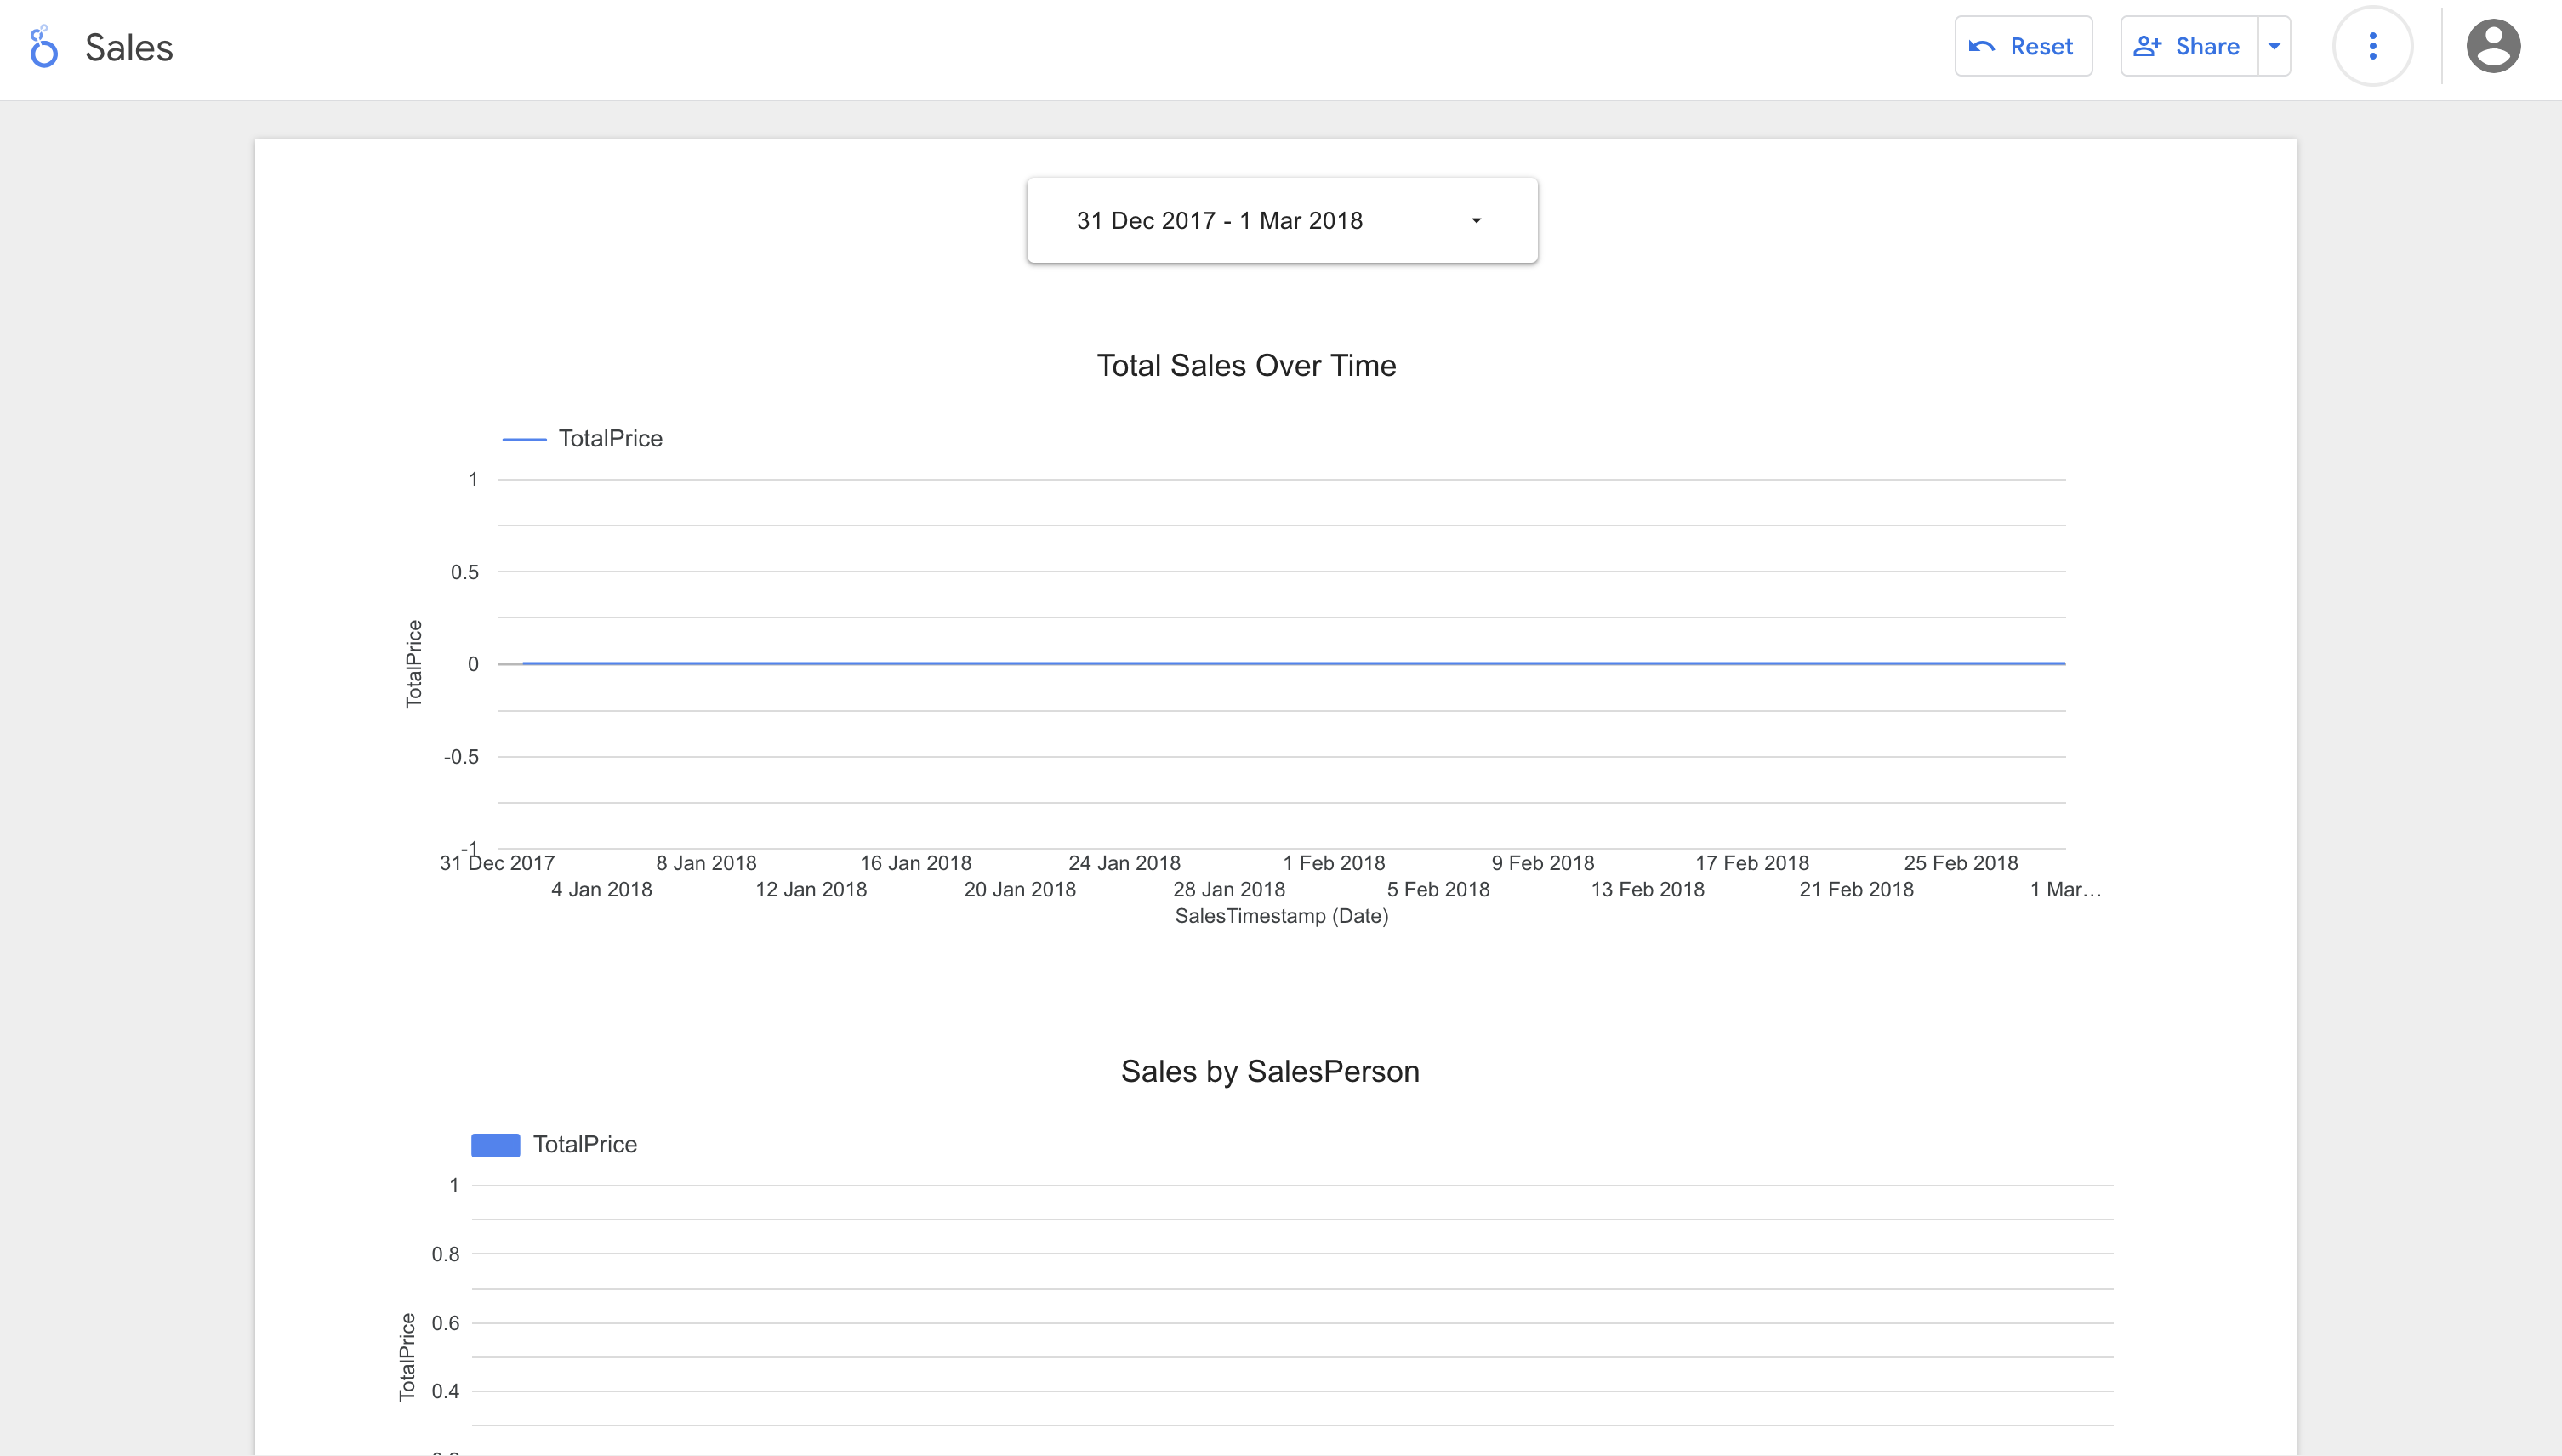 Sales
Reset
Share
31 Dec 2017 - 1 Mar 2018
Total Sales Over Time
TotalPrice
1
0.5
0
-0.5
-1
TotalPrice
31 Dec 2017
8 Jan 2018
16 Jan 2018
24 Jan 2018
1 Feb 2018
9 Feb 2018
17 Feb 2018
25 Feb 2018
4 Jan 2018
12 Jan 2018
20 Jan 2018
28 Jan 2018
5 Feb 2018
13 Feb 2018
21 Feb 2018
1 Mar…
SalesTimestamp (Date)
Sales by SalesPerson
TotalPrice
1
0.8
0.6
0.4
TotalPrice